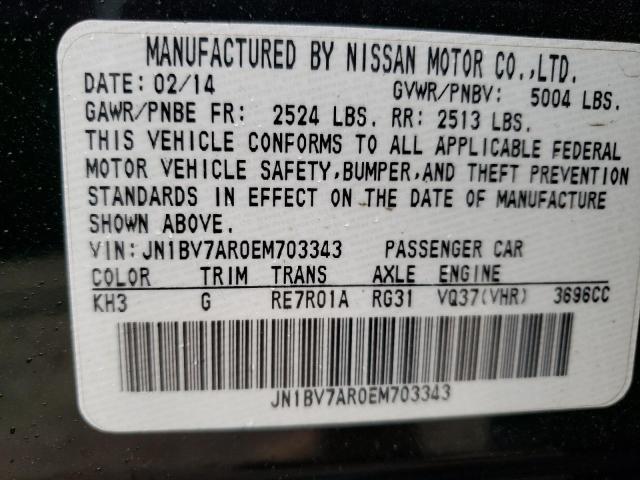 MANUFACTURED BY NISSAN MOTOR CO.,LTD.
DATE: 02/14 GVWR/PNBV: 5004 LBS.
GAWR/PNBE FR: 2524 LBS. RR: 2513 LBS.
THIS VEHICLE CONFORMS TO ALL APPLICABLE FEDERAL
MOTOR VEHICLE SAFETY,BUMPER,AND THEFT PREVENTION
STANDARDS IN EFFECT ON THE DATE OF MANUFACTURE
SHOWN ABOVE.
VIN:JN1BV7AR0EM703343 PASSENGER CAR
COLOR TRIM TRANS AXLE ENGINE
KH3 G RE7R01A RG31 VQ37(VHR) 3696CC
JN1BV7AR0EM703343